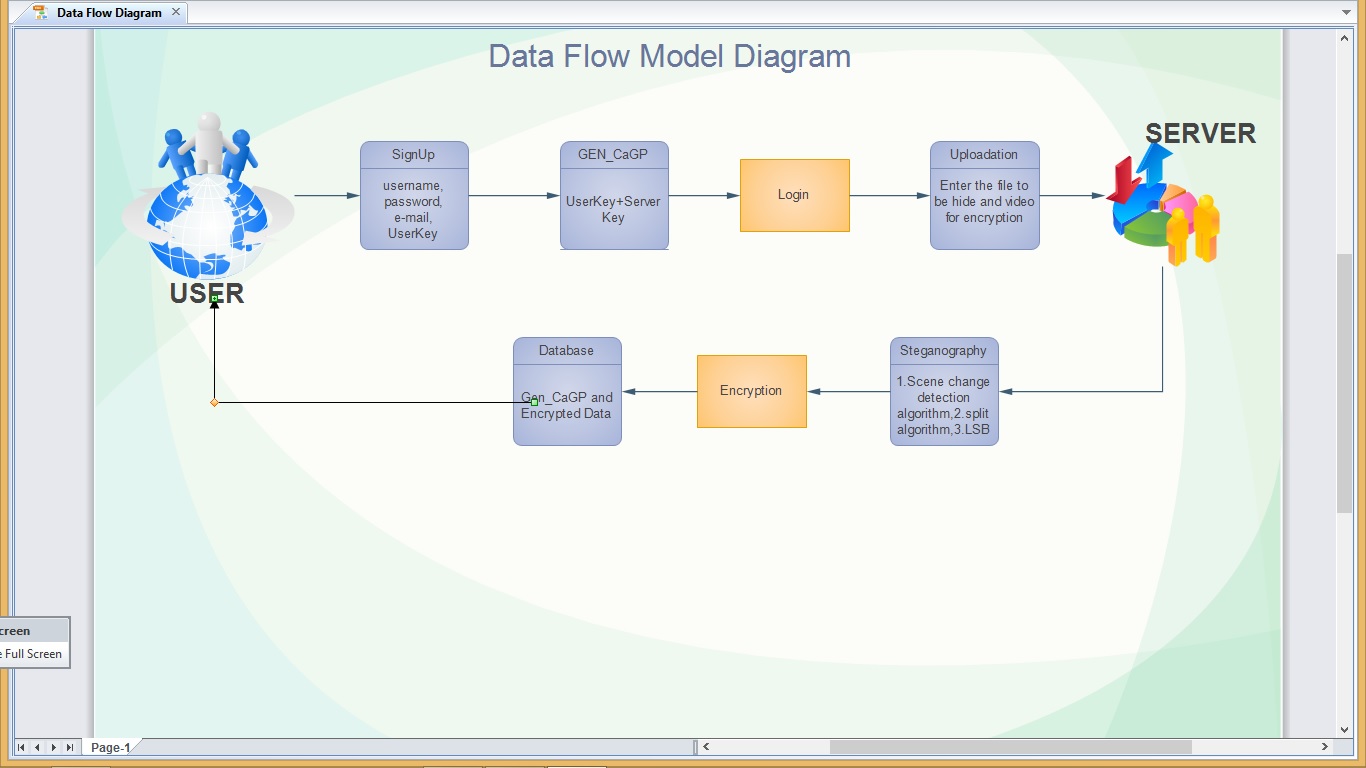 Data Flow Diagram
Data Flow Model Diagram
SERVER
SignUp
username,
password,
e-mail,
UserKey
GEN_CaGP
UserKey+Server
Key
Login
Uploadation
Enter the file to
be hide and video
for encryption
USER
Database
Gen_CaGP and
Encrypted Data
Encryption
Steganography
1.Scene change
detection
algorithm,2.split
algorithm,3.LSB
creen
e Full Screen
Page-1